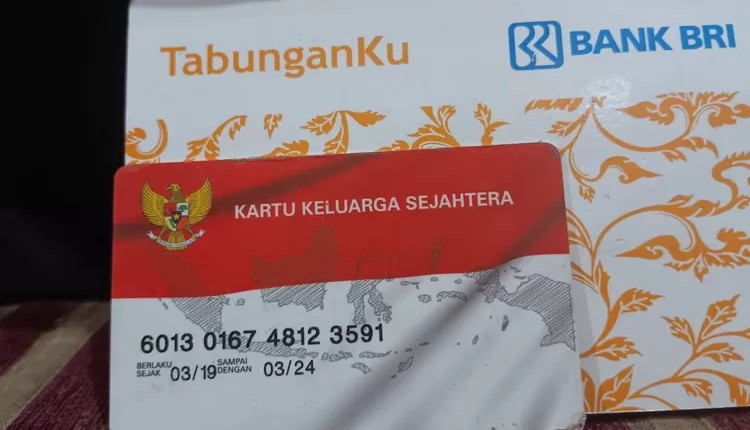 TabunganKu
BANK BRI
KARTU KELUARGA SEJAHTERA
6013 0167 4812 3591
BERLAKU SEJAK 03/19 SAMPAI DENGAN 03/24